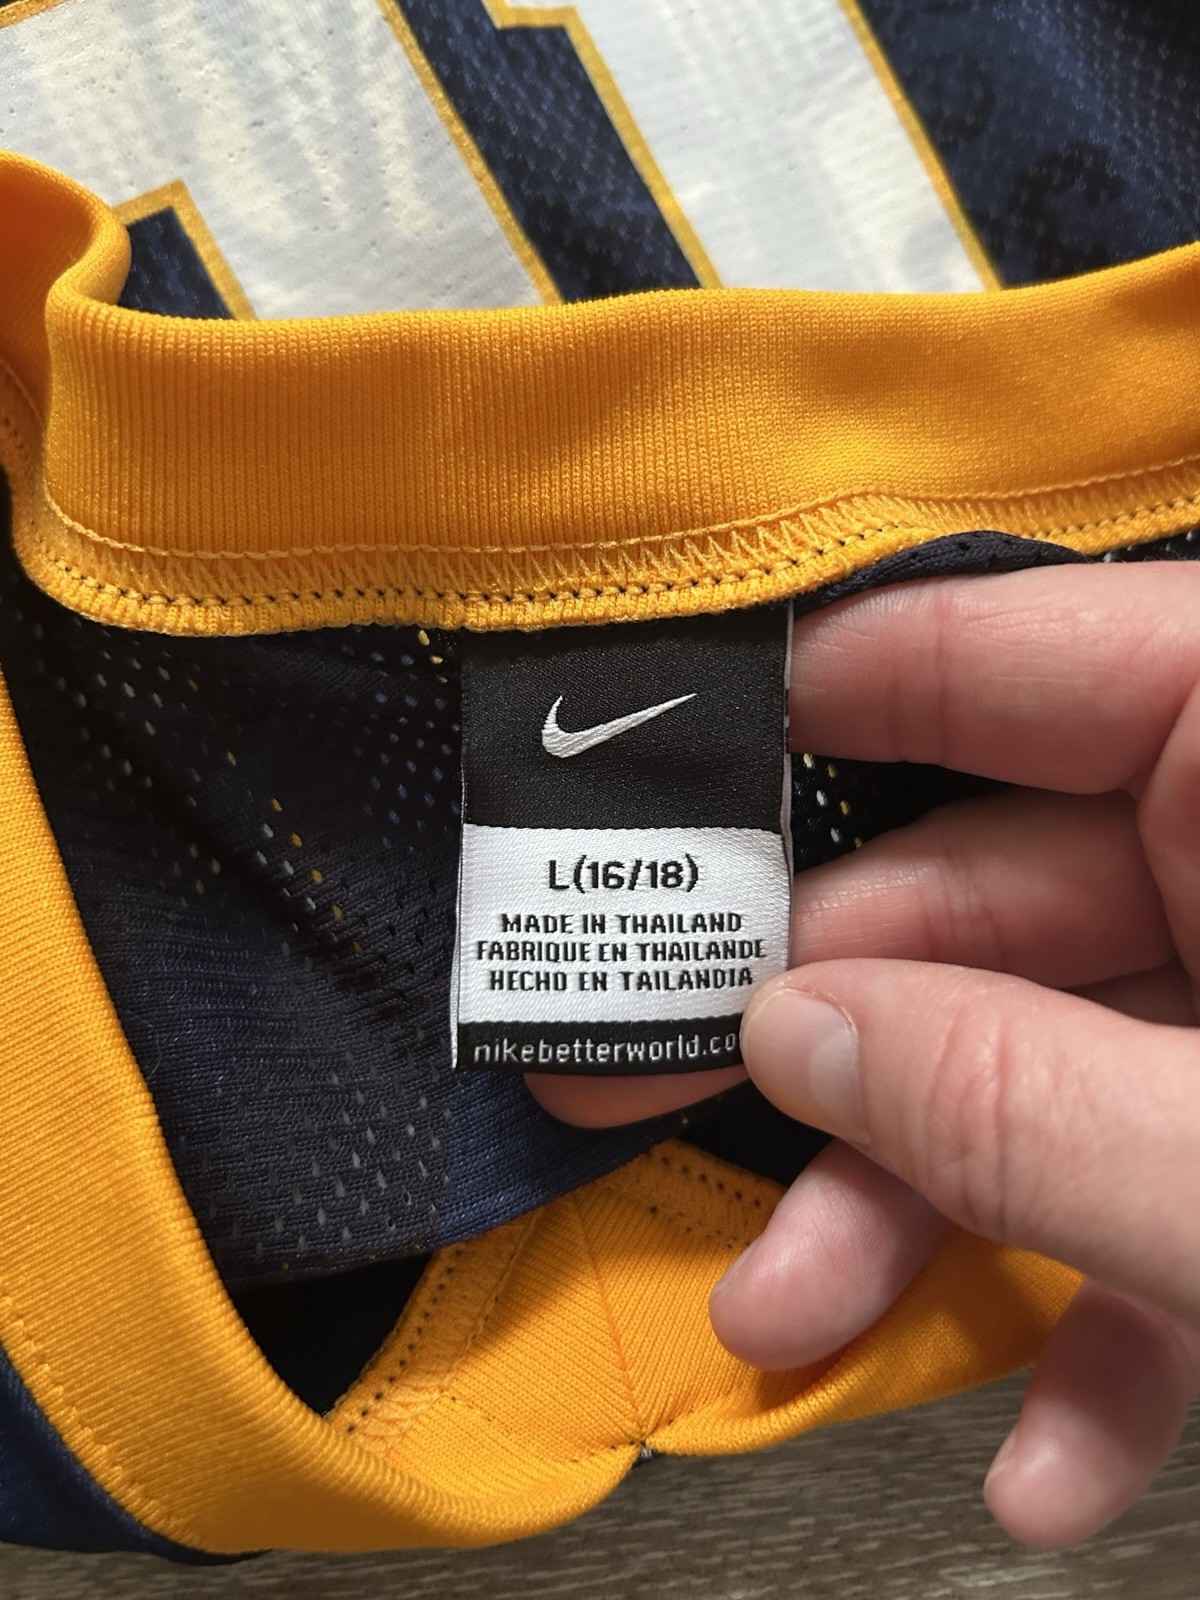 L(16/18)
MADE IN THAILAND
FABRIQUE EN THAILANDE
HECHO EN TAILANDIA
nikebetterworld.co